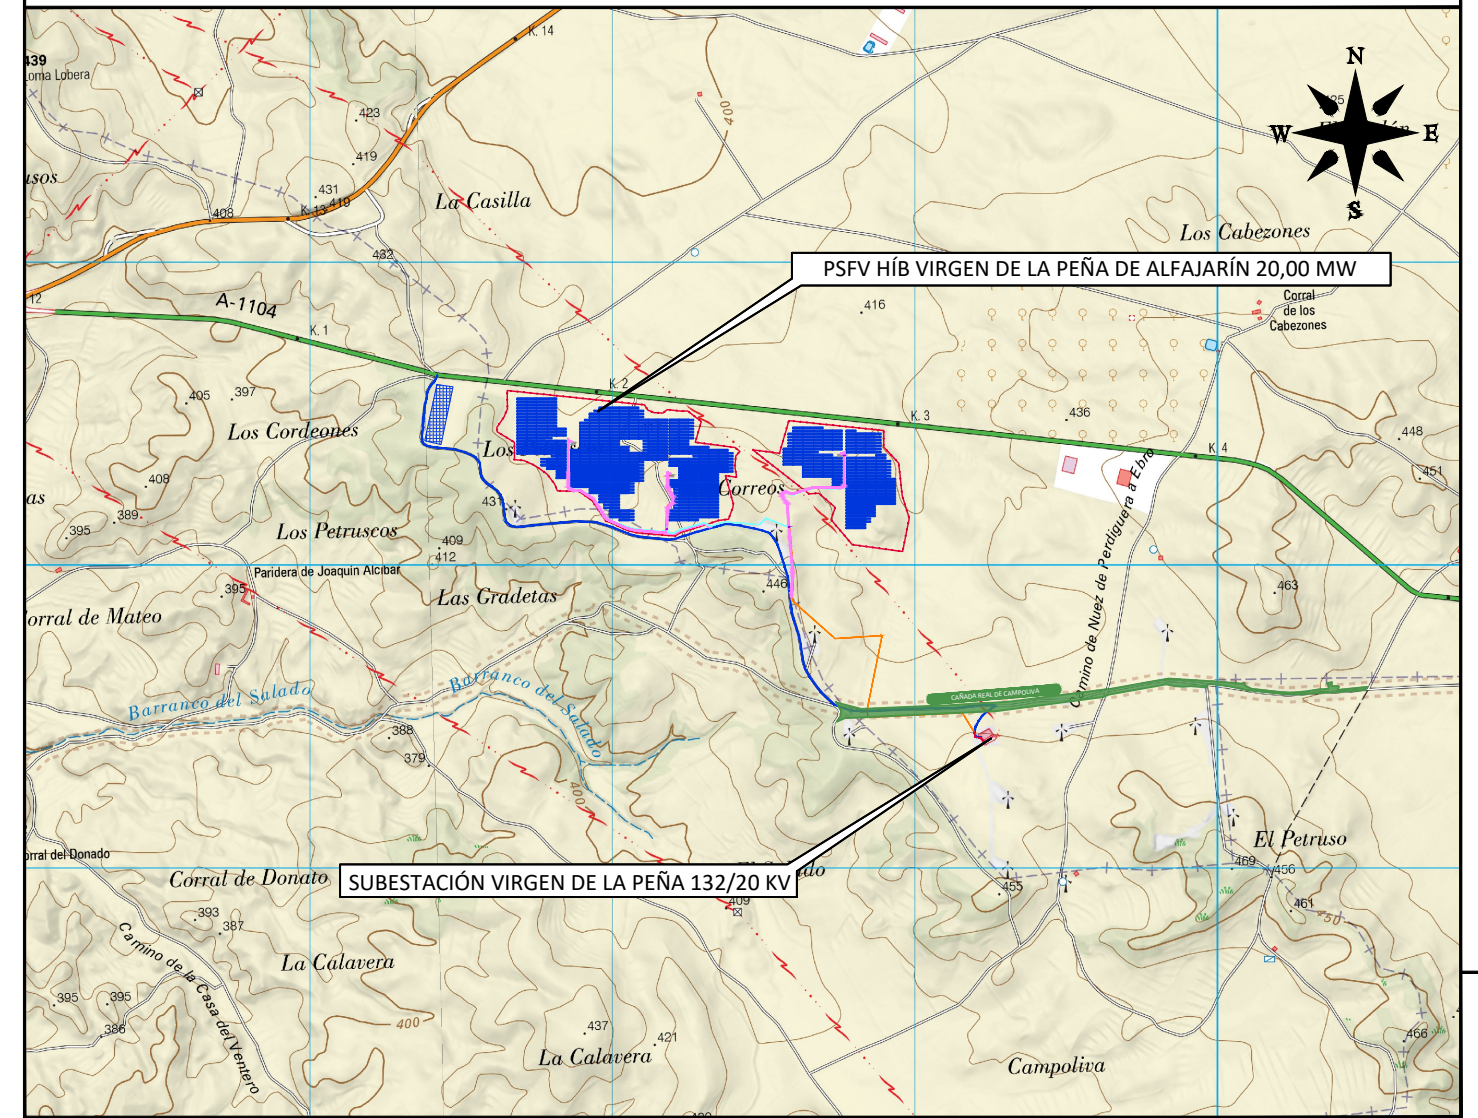 K. 14
N
439
Loma Lobera
423
W
E
419
431
419
K. 13
408
La Casilla
S
Los Cabezones
432
400
PSFV HÍB VIRGEN DE LA PEÑA DE ALFAJARÍN 20,00 MW
12
A-1104
416
Corral
de los
Cabezones
K. 1
K. 2
405
397
K. 3
436
Los Cordeones
448
Los
K. 4
451
408
Correos
431
389
395
Los Petruscos
409
412
Paridera de Joaquín Alcibar
395
446
463
Las Gradetas
orral de Mateo
Camino de Nuez de Perdiguera a Ebro
Barranco del Salado
Barranco del Salado
CAÑADA REAL DE CAMPOLIVA
388
379
400
El Petruso
orral del Donado
469
456
Corral de Donato
SUBESTACIÓN VIRGEN DE LA PEÑA 132/20 KV
455
409
461
393
387
Camino de la Casa del Ventero
La Calavera
395
395
386
400
437
421
466
La Calavera
Campoliva